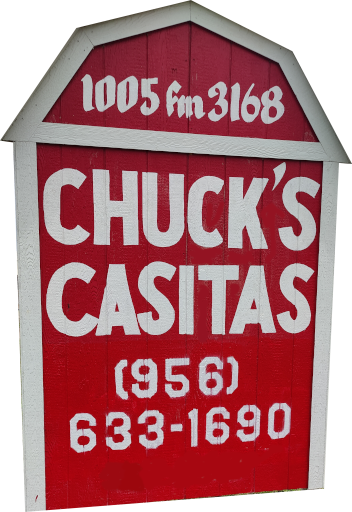 1005 fm 3168
CHUCK'S
CASITAS
(956)
633-1690